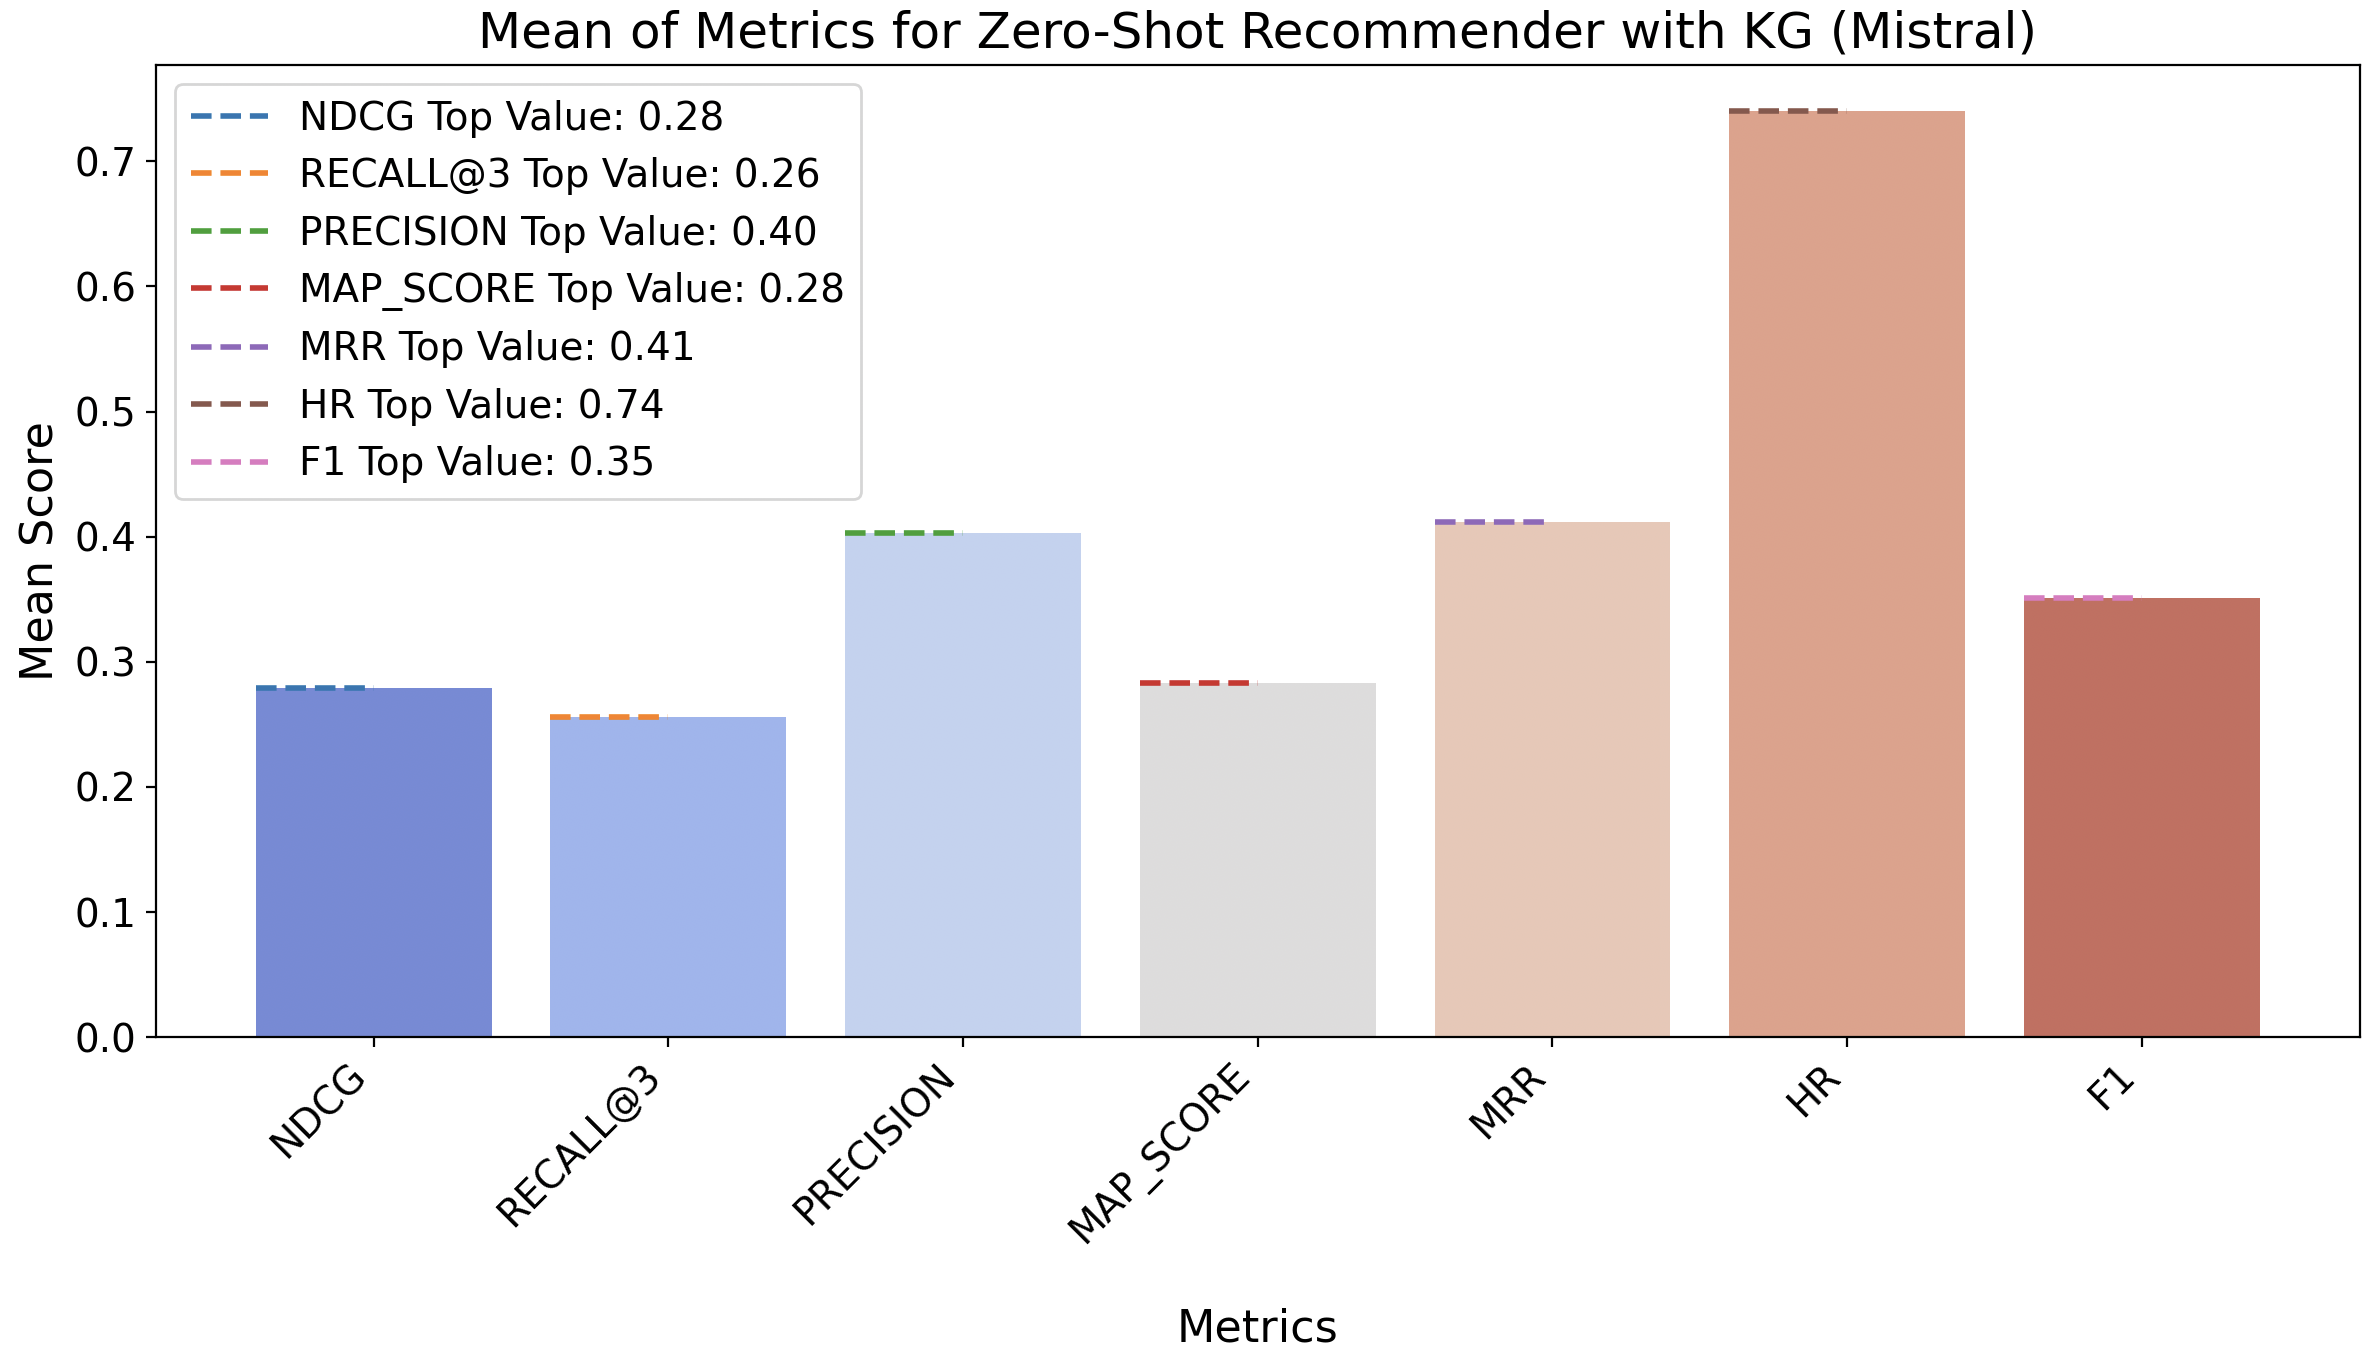 Mean of Metrics for Zero-Shot Recommender with KG (Mistral)
NDCG Top Value: 0.28
RECALL@3 Top Value: 0.26
PRECISION Top Value: 0.40
MAP_SCORE Top Value: 0.28
MRR Top Value: 0.41
HR Top Value: 0.74
F1 Top Value: 0.35
Mean Score
0.7
0.6
0.5
0.4
0.3
0.2
0.1
0.0
NDCG
RECALL@3
PRECISION
MAP_SCORE
MRR
HR
F1
Metrics